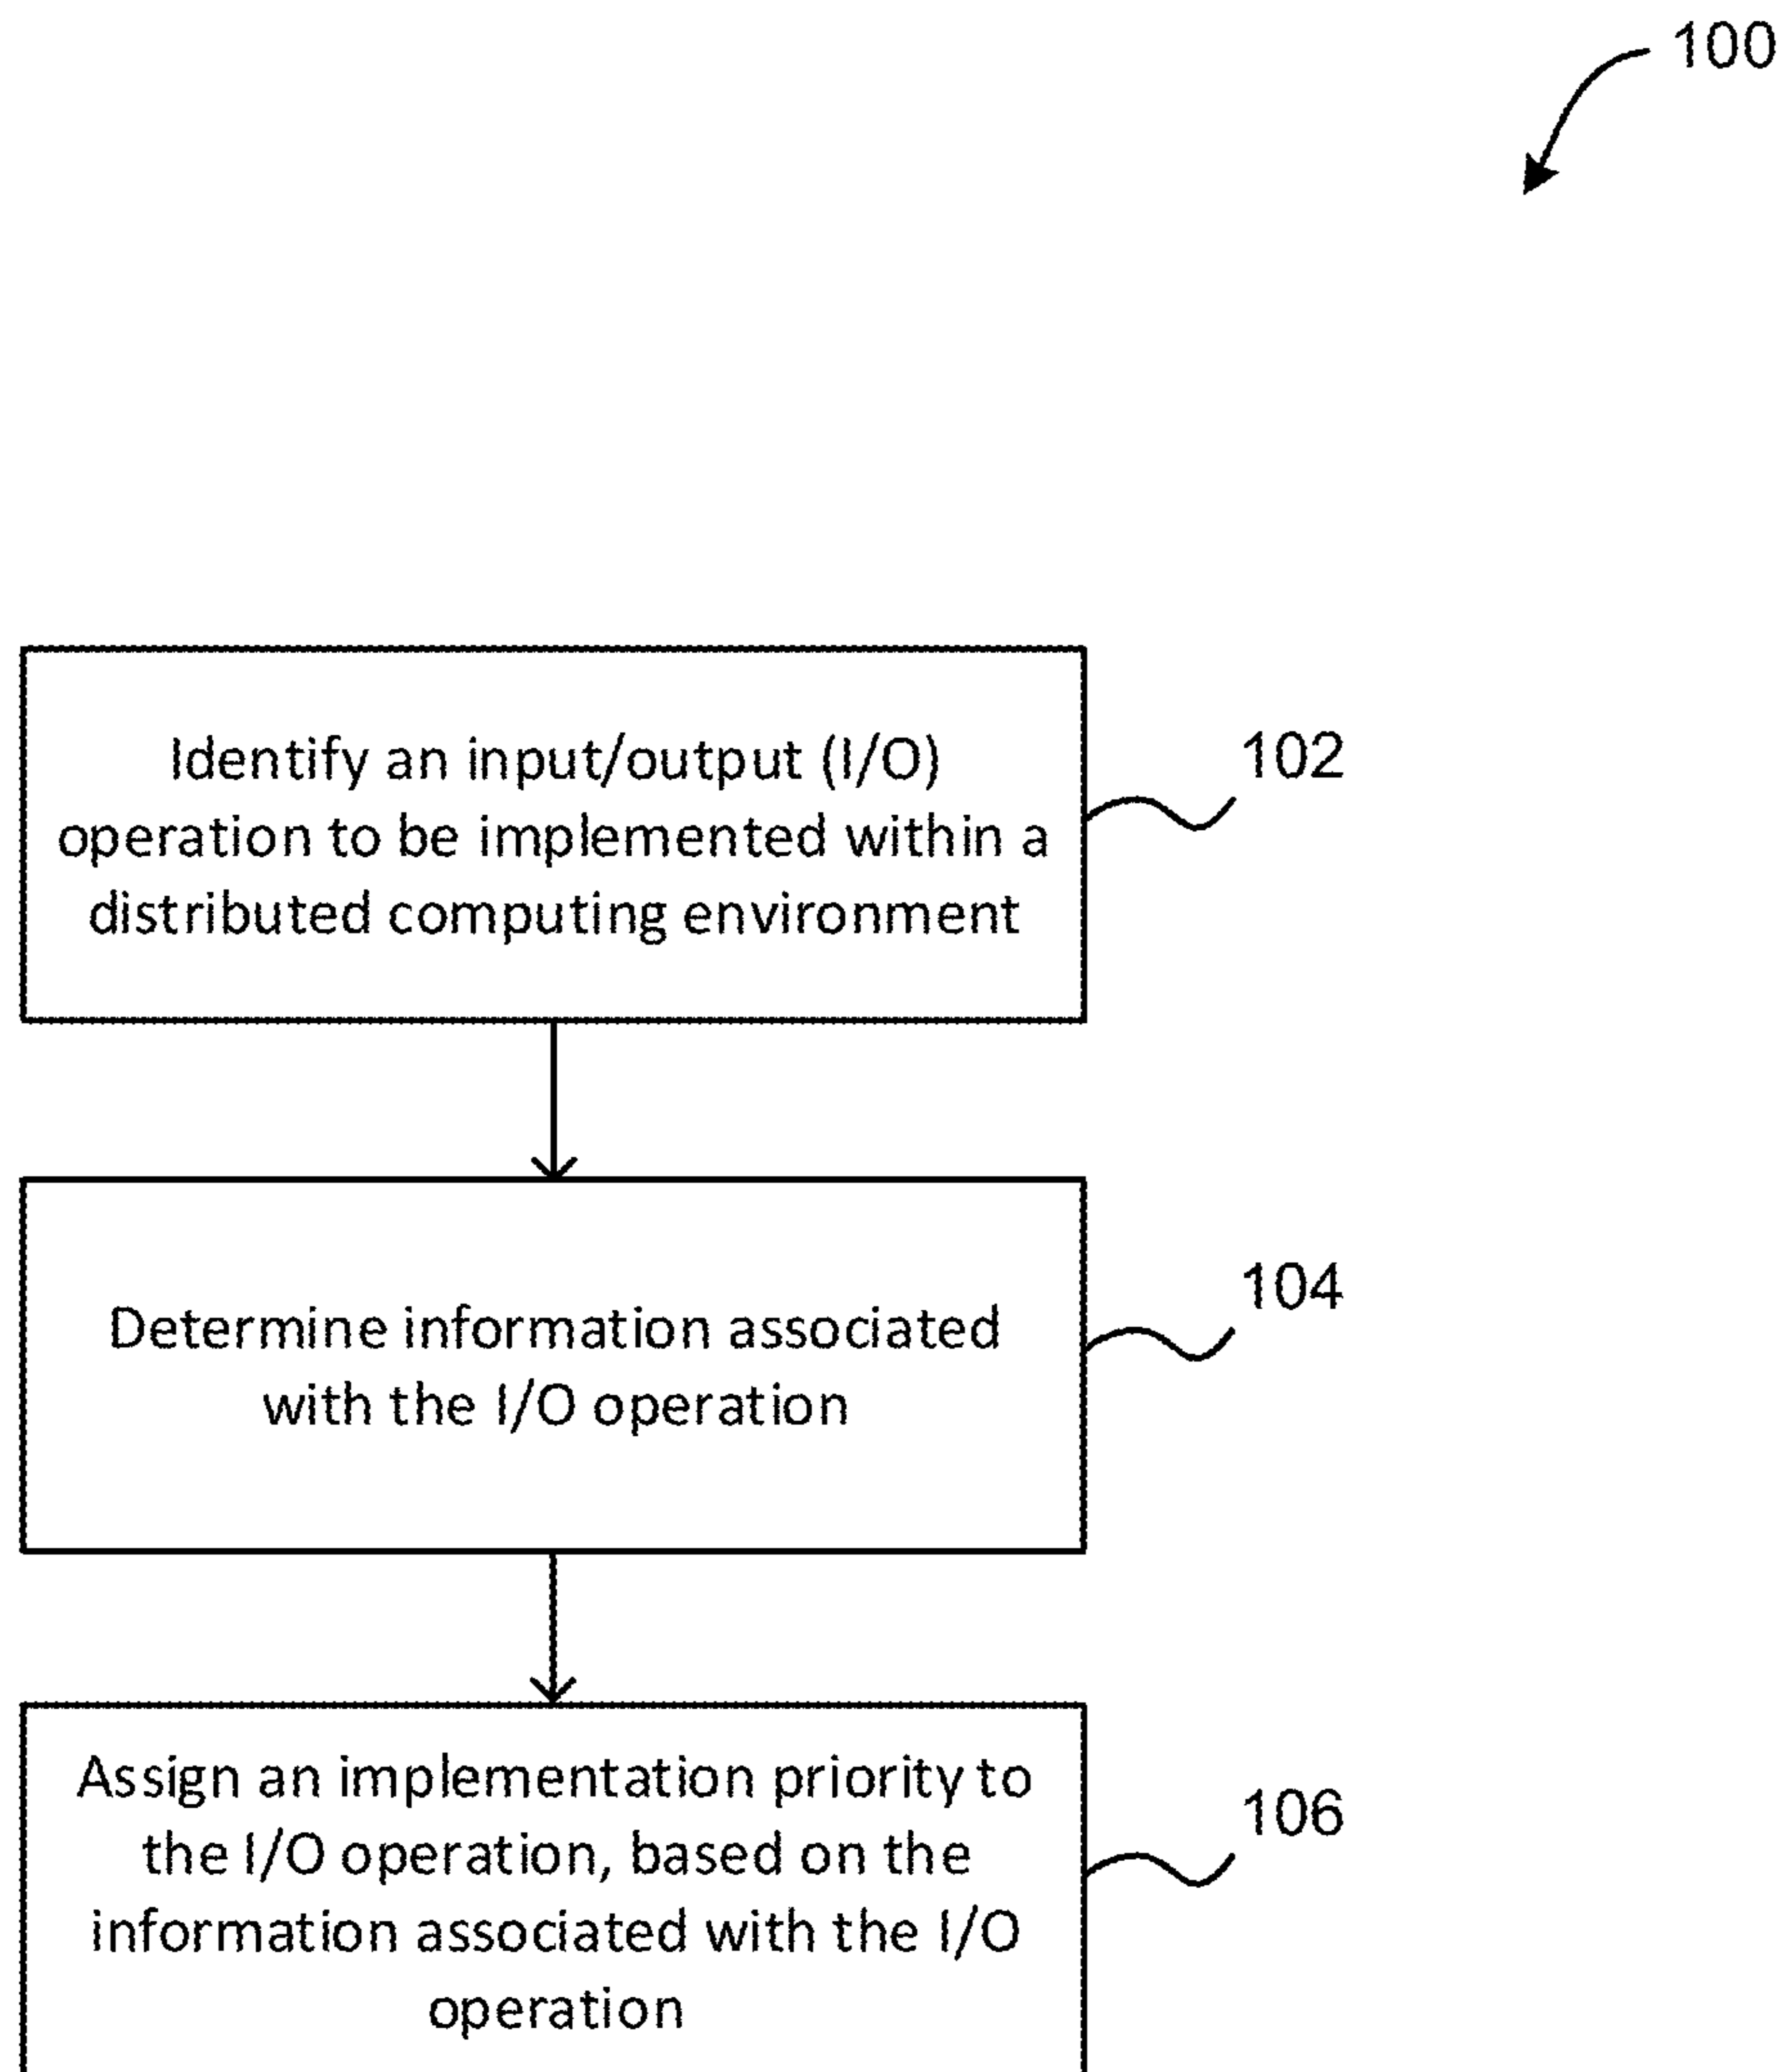 100
Identify an input/output (I/O)
operation to be implemented within a
distributed computing environment
102
Determine information associated
with the I/O operation
104
Assign an implementation priority to
the I/O operation, based on the
information associated with the I/O
operation
106